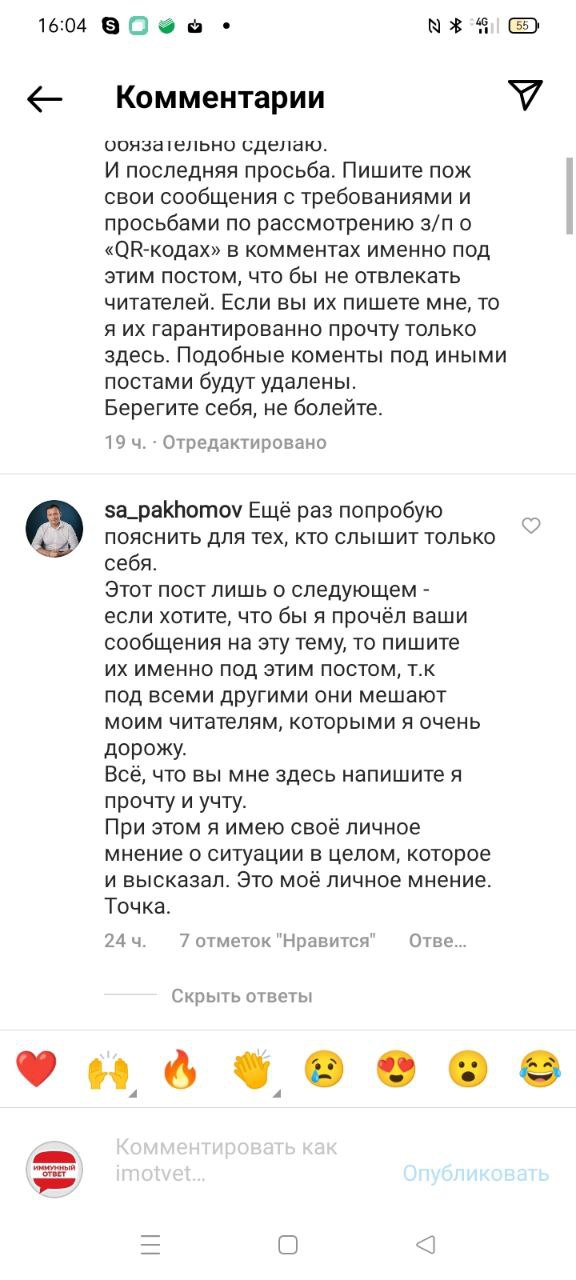 16:04
4G
55
Комментарии
обязательно сделаю.
И последняя просьба. Пишите пож
свои сообщения с требованиями и
просьбами по рассмотрению з/п о
«QR-кодах» в комментах именно под
этим постом, что бы не отвлекать
читателей. Если вы их пишете мне, то
я их гарантированно прочту только
здесь. Подобные коменты под иными
постами будут удалены.
Берегите себя, не болейте.
19 ч. · Отредактировано
sa_pakhomov Ещё раз попробую
пояснить для тех, кто слышит только
себя.
Этот пост лишь о следующем -
если хотите, что бы я прочёл ваши
сообщения на эту тему, то пишите
их именно под этим постом, т.к
под всеми другими они мешают
моим читателям, которыми я очень
дорожу.
Всё, что вы мне здесь напишите я
прочту и учту.
При этом я имею своё личное
мнение о ситуации в целом, которое
и высказал. Это моё личное мнение.
Точка.
24 ч. 7 отметок "Нравится" Отве...
Скрыть ответы
ИММУННЫЙ
ОТВЕТ
Комментировать как
imotvet...
Опубликовать